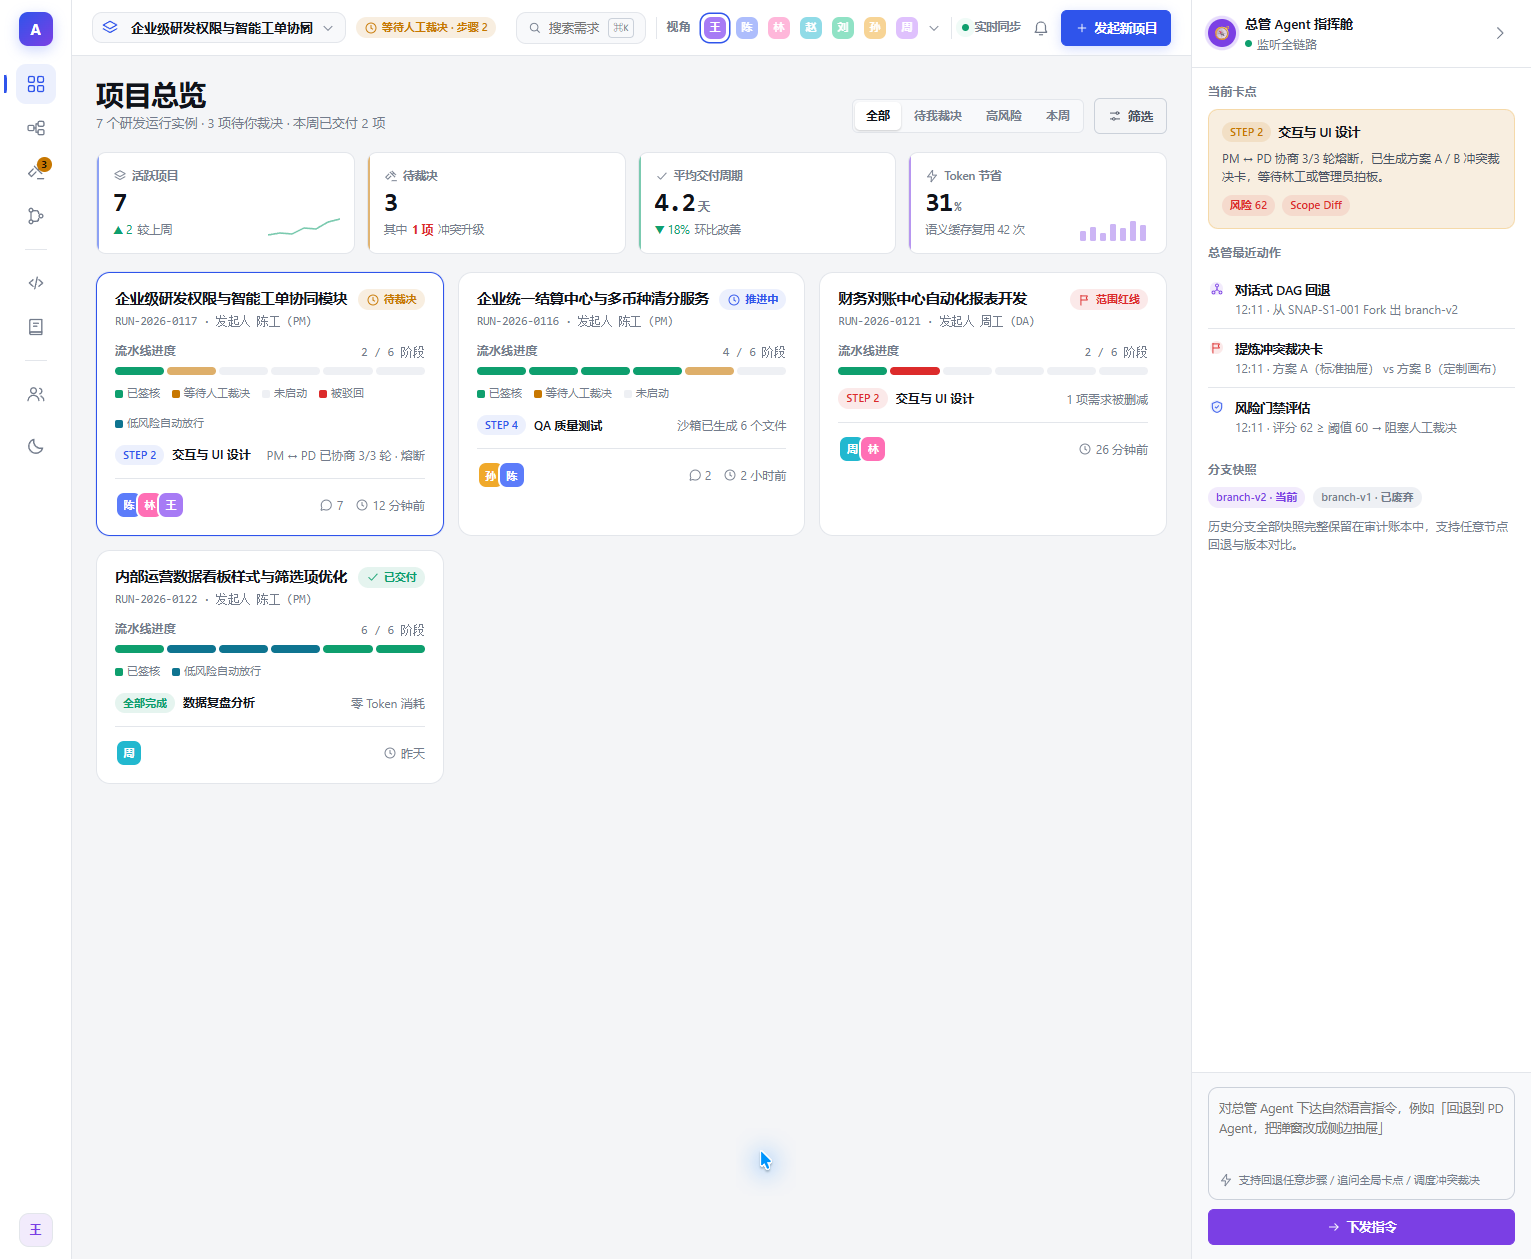 A
企业级研发权限与智能工单协同
等待人工裁决 · 步骤 2
搜索需求 ⌘K
视角 王 陈 林 赵 刘 孙 周
实时同步
+ 发起新项目
3
王
项目总览
7 个研发运行实例 · 3 项待你裁决 · 本周已交付 2 项
全部 待我裁决 高风险 本周
筛选
活跃项目
7
▲2 较上周
待裁决
3
其中 1 项 冲突升级
平均交付周期
4.2天
▼18% 环比改善
Token 节省
31%
语义缓存复用 42 次
企业级研发权限与智能工单协同模块 待裁决
RUN-2026-0117 · 发起人 陈工 (PM)
流水线进度 2 / 6 阶段
已签核 等待人工裁决 未启动 被驳回
低风险自动放行
STEP 2 交互与 UI 设计 PM ↔ PD 已协商 3/3 轮 · 熔断
陈 林 王 7 12 分钟前
企业统一结算中心与多币种清分服务 推进中
RUN-2026-0116 · 发起人 陈工 (PM)
流水线进度 4 / 6 阶段
已签核 等待人工裁决 未启动
STEP 4 QA 质量测试 沙箱已生成 6 个文件
孙 陈 2 2 小时前
财务对账中心自动化报表开发 范围红线
RUN-2026-0121 · 发起人 周工 (DA)
流水线进度 2 / 6 阶段
STEP 2 交互与 UI 设计 1 项需求被删减
周 林 26 分钟前
内部运营数据看板样式与筛选项优化 已交付
RUN-2026-0122 · 发起人 陈工 (PM)
流水线进度 6 / 6 阶段
已签核 低风险自动放行
全部完成 数据复盘分析 零 Token 消耗
周 昨天
总管 Agent 指挥舱
监听全链路
当前卡点
STEP 2 交互与 UI 设计
PM ↔ PD 协商 3/3 轮熔断，已生成方案 A / B 冲突裁
决卡，等待林工或管理员拍板。
风险 62 Scope Diff
总管最近动作
对话式 DAG 回退
12:11 · 从 SNAP-S1-001 Fork 出 branch-v2
提炼冲突裁决卡
12:11 · 方案 A（标准抽屉） vs 方案 B（定制画布）
风险门禁评估
12:11 · 评分 62 ≥ 阈值 60 → 阻塞人工裁决
分支快照
branch-v2 · 当前 branch-v1 · 已废弃
历史分支全部快照完整保留在审计账本中，支持任意节点
回退与版本对比。
对总管 Agent 下达自然语言指令，例如「回退到 PD
Agent，把弹窗改成侧边抽屉」
支持回退任意步骤 / 追问全局卡点 / 调度冲突裁决
→ 下发指令